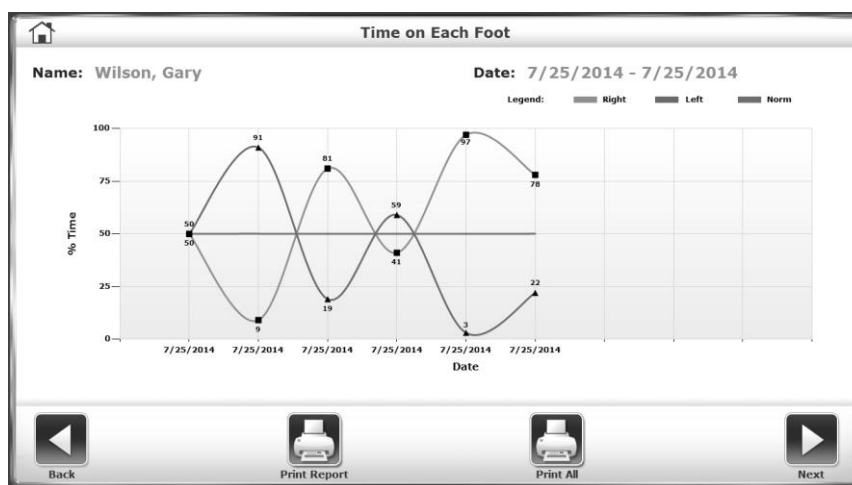 Time on Each Foot
Name: Wilson, Gary Date: 7/25/2014 - 7/25/2014
Legend: Right Left Norm
100
91
81
97
75
78
59
50
50
50
41
25
22
19
9
3
0
% Time
7/25/2014 7/25/2014 7/25/2014 7/25/2014 7/25/2014 7/25/2014
Date
Back Print Report Print All Next